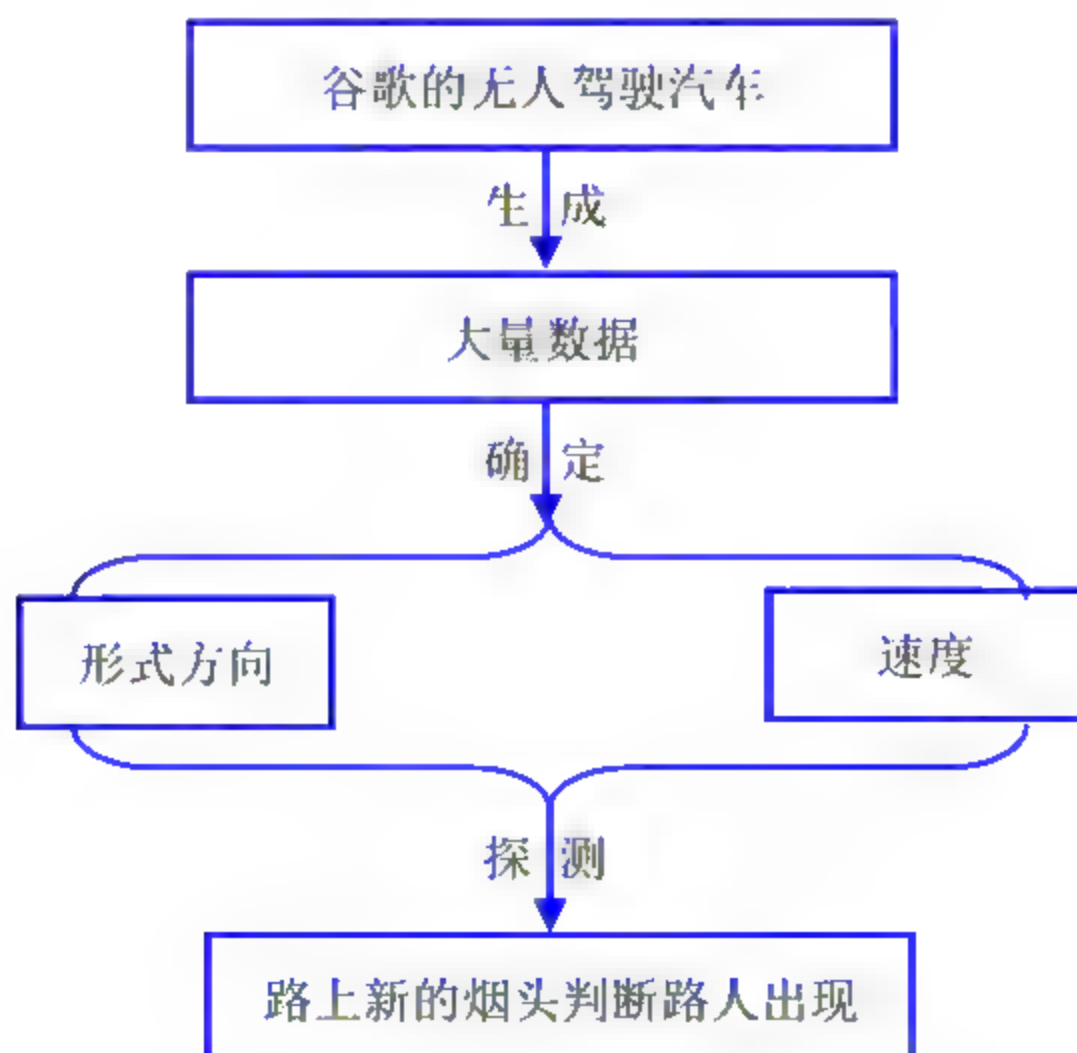 谷歌的无人驾驶汽车
生 成
大量数据
确 定
形式方向
速度
探 测
路上新的烟头判断路人出现